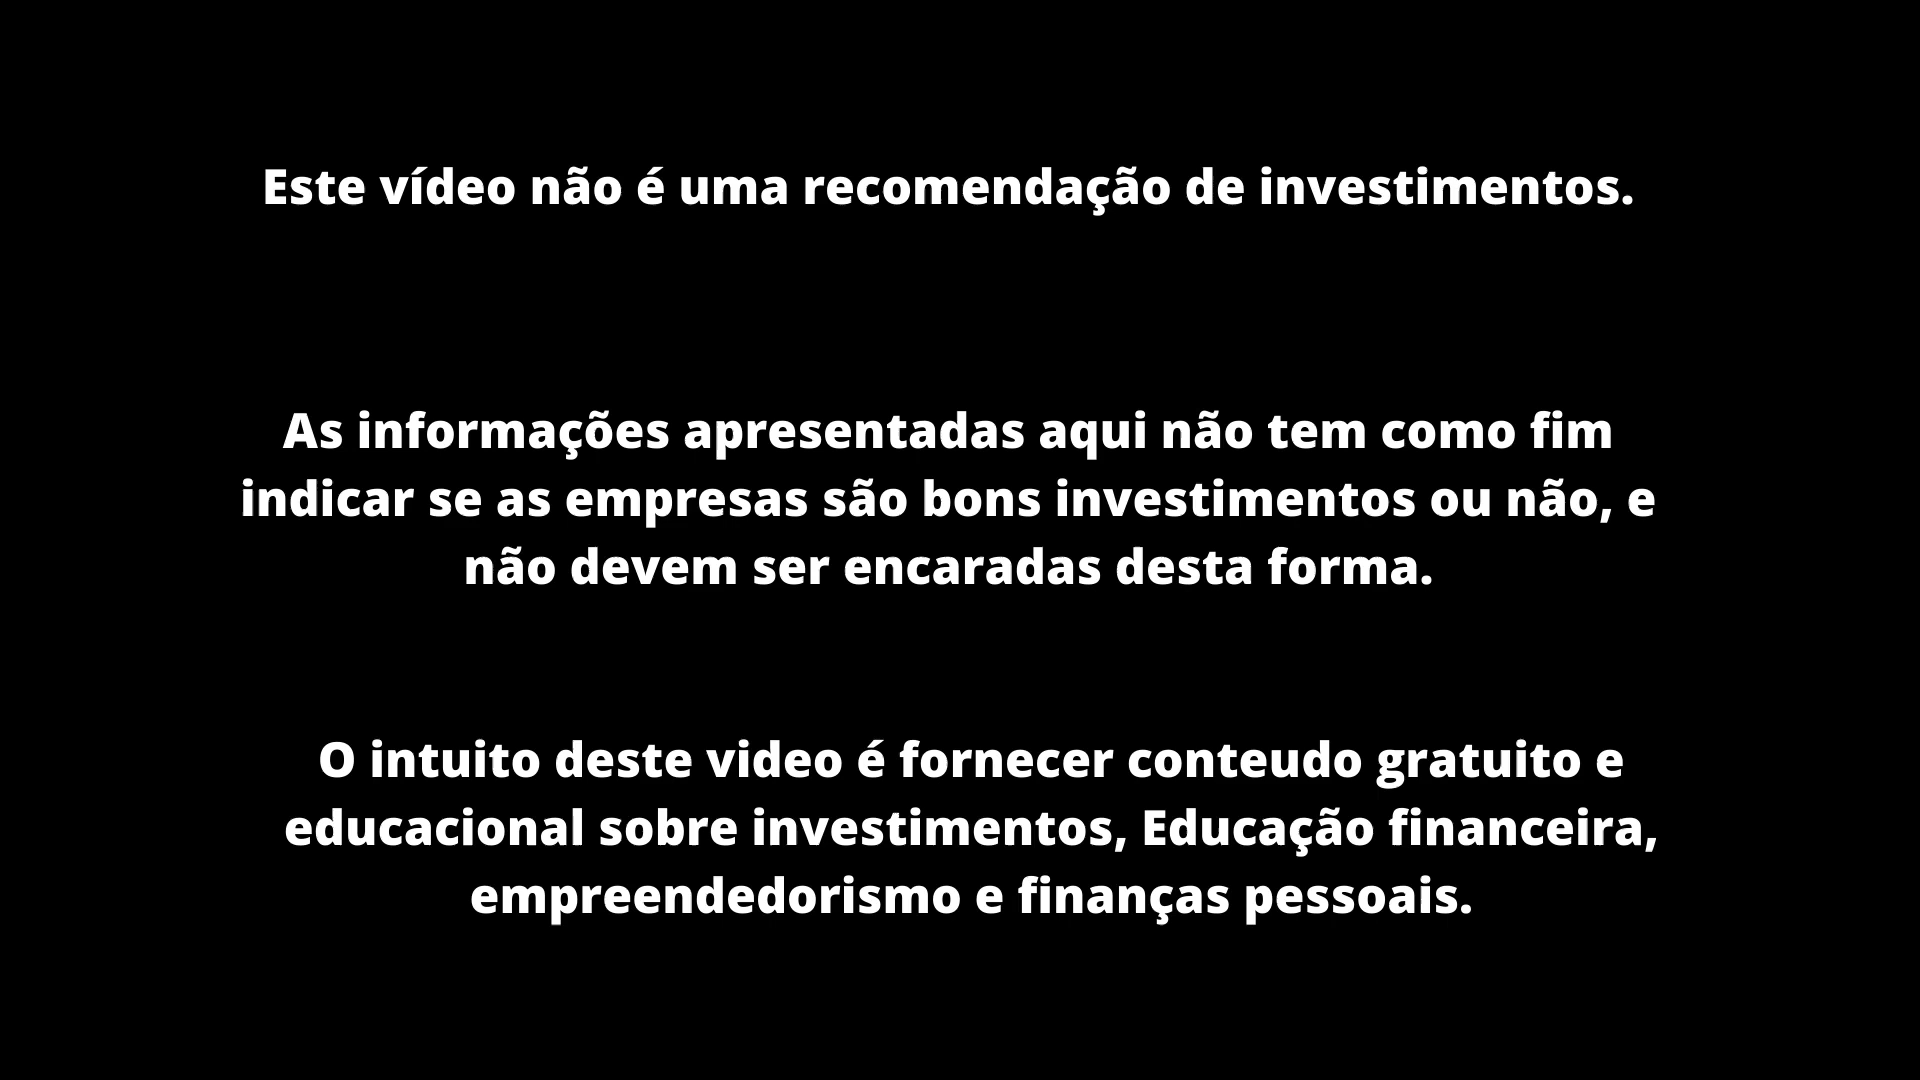 Este vídeo não é uma recomendação de investimentos.
As informações apresentadas aqui não tem como fim
indicar se as empresas são bons investimentos ou não, e
não devem ser encaradas desta forma.
O intuito deste video é fornecer conteudo gratuito e
educacional sobre investimentos, Educação financeira,
empreendedorismo e finanças pessoais.